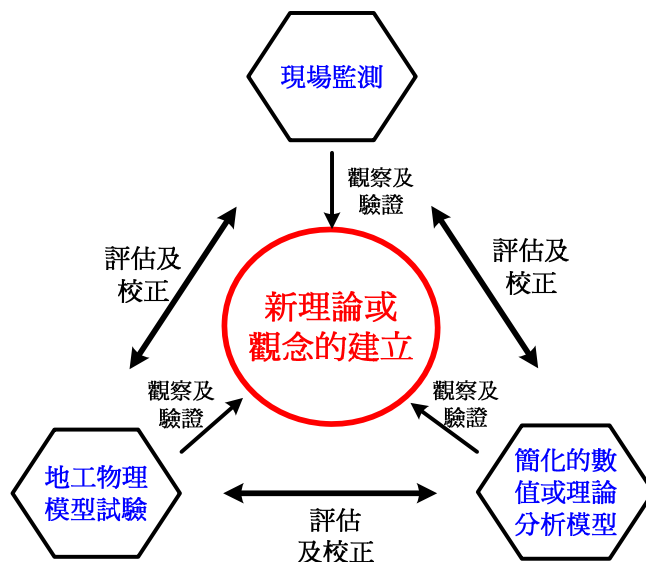 現場監測
觀察及
驗證
評估及
校正
評估及
校正
新理論或
觀念的建立
觀察及
驗證
觀察及
驗證
地工物理
模型試驗
簡化的數
值或理論
分析模型
評估
及校正